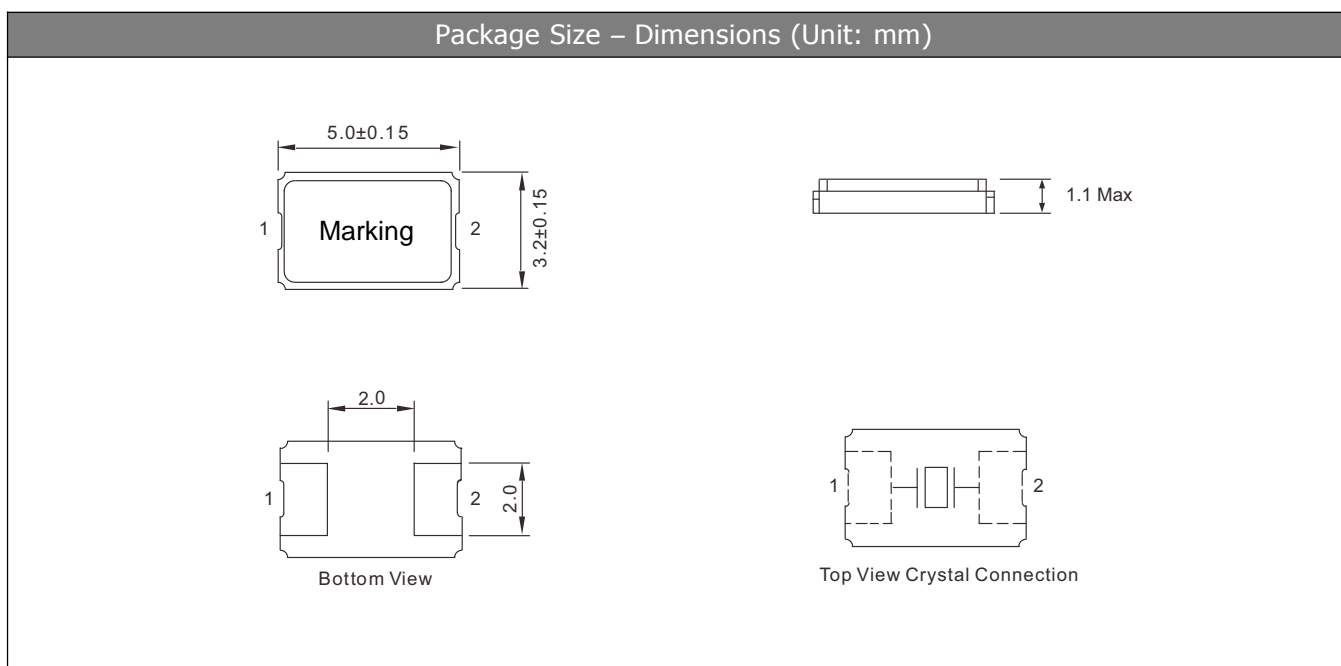 Package Size – Dimensions (Unit: mm)
5.0±0.15
1
Marking
2
3.2±0.15
1.1 Max
2.0
1
2
2.0
Bottom View
1
2
Top View Crystal Connection